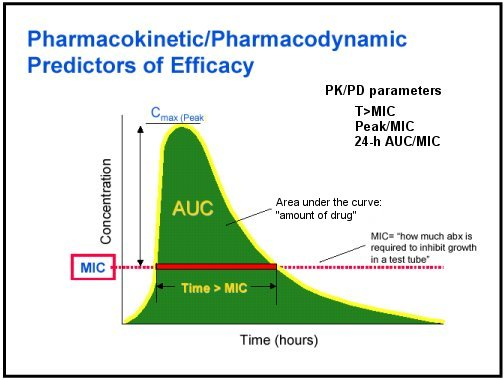 Pharmacokinetic/Pharmacodynamic
Predictors of Efficacy
PK/PD parameters
T>MIC
Peak/MIC
24-h AUC/MIC
Cmax (Peak
Concentration
AUC
Area under the curve:
"amount of drug"
MIC= “how much abx is
required to inhibit growth
in a test tube”
MIC
Time > MIC
Time (hours)